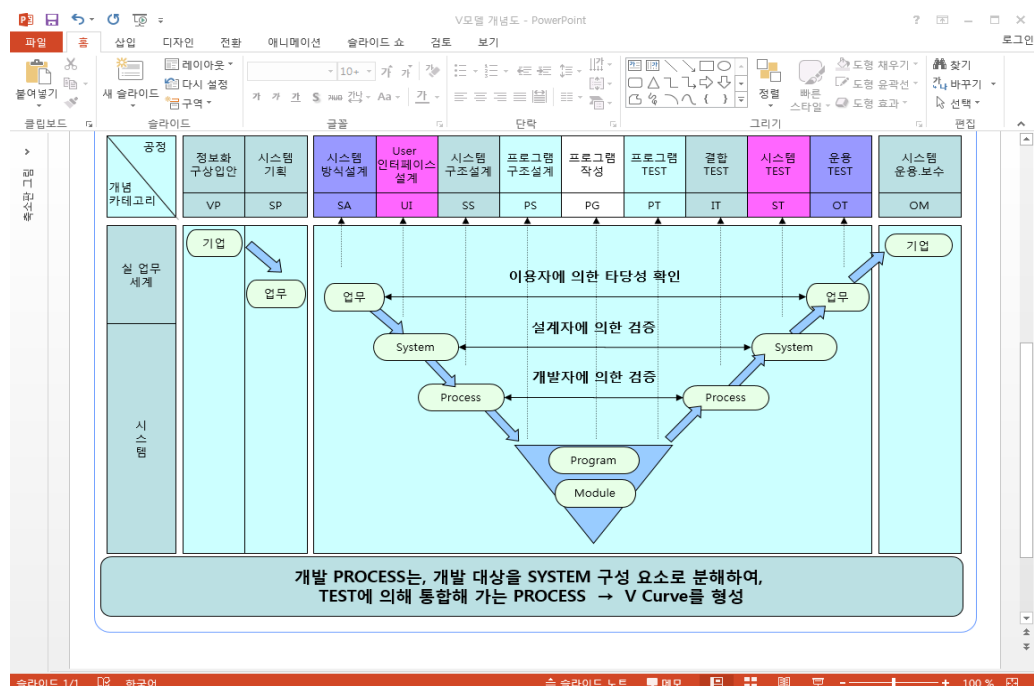 V모델 개념도 - PowerPoint
파일 홈 삽입 디자인 전환 애니메이션 슬라이드 쇼 검토 보기
로그인
붙여넣기
새 슬라이드
레이아웃
다시 설정
구역
10+
가 가 가 S abc 간 Aa 가
정렬
빠른
스타일
도형 채우기
도형 윤곽선
도형 효과
찾기
바꾸기
선택
클립보드 슬라이드 글꼴 단락 그리기 편집
축소판 그림
공정
개념
카테고리
정보화
구상입안
시스템
기획
시스템
방식설계
User
인터페이스
설계
시스템
구조설계
프로그램
구조설계
프로그램
작성
프로그램
TEST
결합
TEST
시스템
TEST
운용
TEST
시스템
운용.보수
VP SP SA UI SS PS PG PT IT ST OT OM
실 업무
세계
기업
업무
업무
이용자에 의한 타당성 확인
업무
기업
설계자에 의한 검증
System
System
개발자에 의한 검증
Process
Process
시
스
템
Program
Module
개발 PROCESS는, 개발 대상을 SYSTEM 구성 요소로 분해하여,
TEST에 의해 통합해 가는 PROCESS → V Curve를 형성
슬라이드 1/1 한국어 슬라이드 노트 메모 100 %